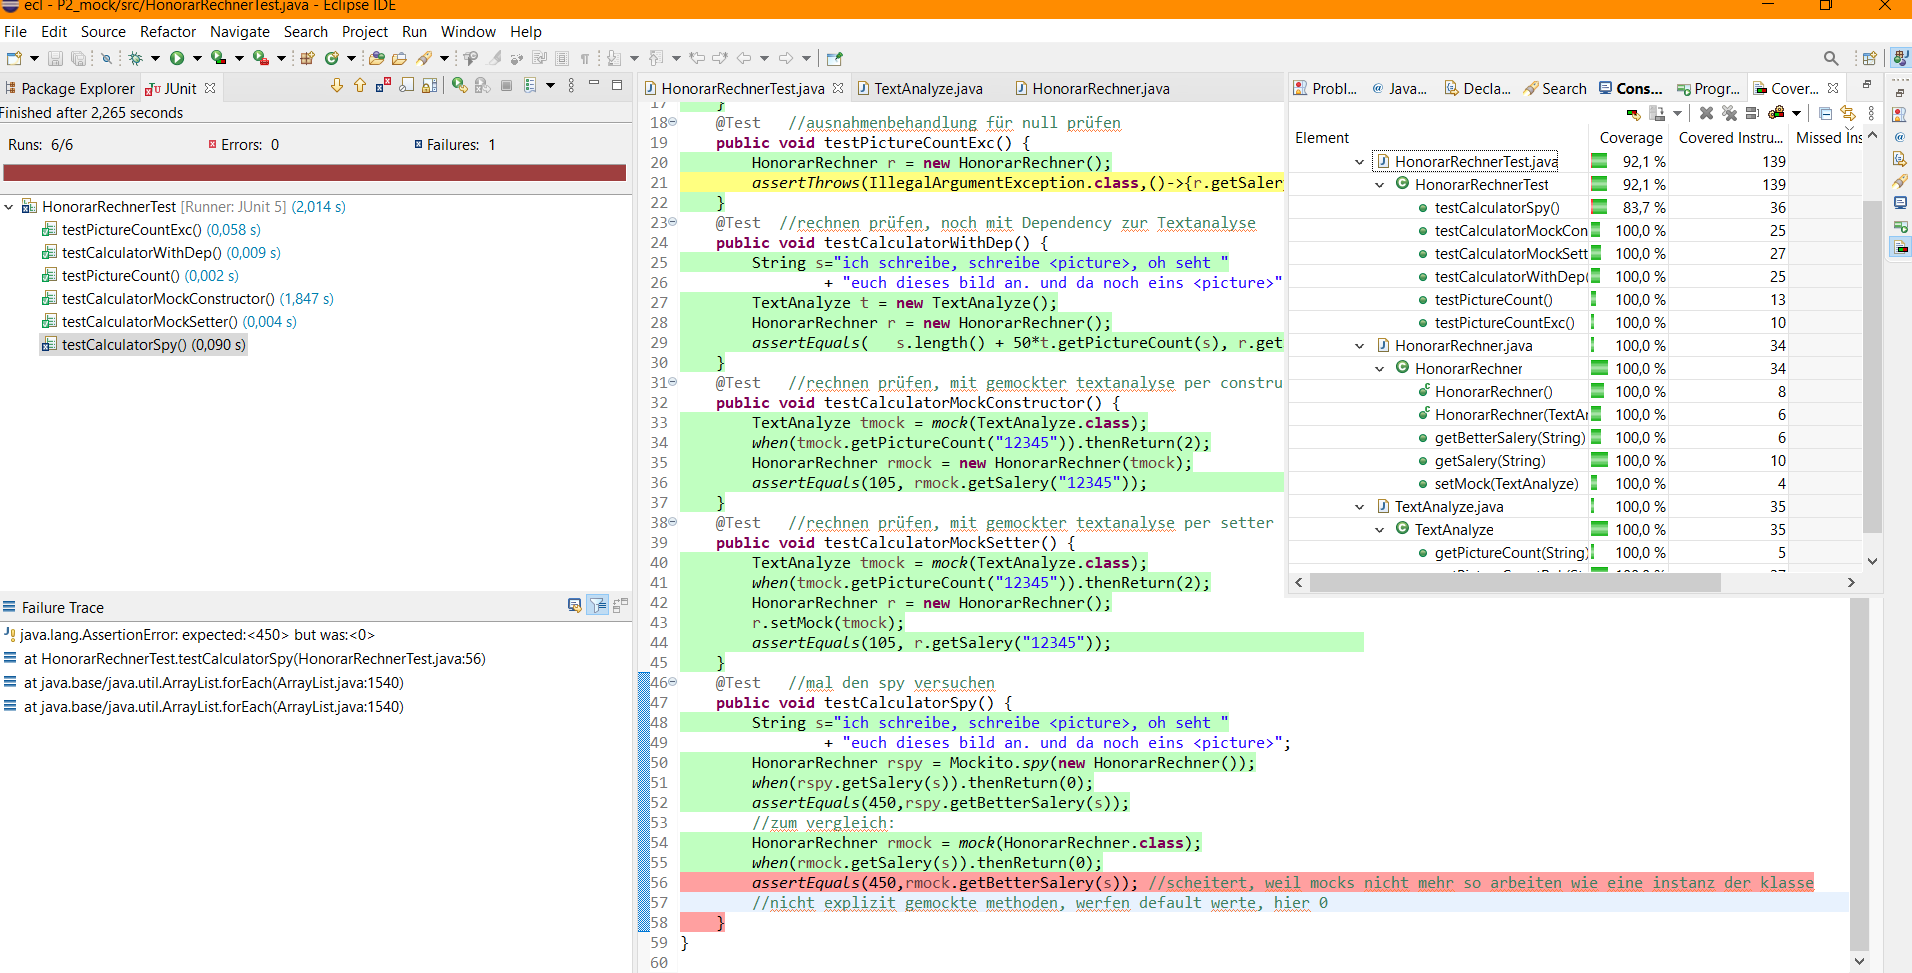 ecl - P2_mock/src/HonorarRechnerTest.java - Eclipse IDE
File Edit Source Refactor Navigate Search Project Run Window Help
Package Explorer JUnit
Finished after 2,265 seconds
Runs: 6/6 Errors: 0 Failures: 1
HonorarRechnerTest [Runner: JUnit 5] (2,014 s)
testPictureCountExc() (0,058 s)
testCalculatorWithDep() (0,009 s)
testPictureCount() (0,002 s)
testCalculatorMockConstructor() (1,847 s)
testCalculatorMockSetter() (0,004 s)
testCalculatorSpy() (0,090 s)
Failure Trace
java.lang.AssertionError: expected:<450> but was:<0>
at HonorarRechnerTest.testCalculatorSpy(HonorarRechnerTest.java:56)
at java.base/java.util.ArrayList.forEach(ArrayList.java:1540)
at java.base/java.util.ArrayList.forEach(ArrayList.java:1540)
HonorarRechnerTest.java TextAnalyze.java HonorarRechner.java
17 }
18 @Test //ausnahmenbehandlung für null prüfen
19 public void testPictureCountExc() {
20 HonorarRechner r = new HonorarRechner();
21 assertThrows(IllegalArgumentException.class,()->{r.getSaler
22 }
23 @Test //rechnen prüfen, noch mit Dependency zur Textanalyse
24 public void testCalculatorWithDep() {
25 String s="ich schreibe, schreibe <picture>, oh seht "
26 + "euch dieses bild an. und da noch eins <picture>"
27 TextAnalyze t = new TextAnalyze();
28 HonorarRechner r = new HonorarRechner();
29 assertEquals( s.length() + 50*t.getPictureCount(s), r.get
30 }
31 @Test //rechnen prüfen, mit gemockter textanalyse per constru
32 public void testCalculatorMockConstructor() {
33 TextAnalyze tmock = mock(TextAnalyze.class);
34 when(tmock.getPictureCount("12345")).thenReturn(2);
35 HonorarRechner rmock = new HonorarRechner(tmock);
36 assertEquals(105, rmock.getSalery("12345"));
37 }
38 @Test //rechnen prüfen, mit gemockter textanalyse per setter
39 public void testCalculatorMockSetter() {
40 TextAnalyze tmock = mock(TextAnalyze.class);
41 when(tmock.getPictureCount("12345")).thenReturn(2);
42 HonorarRechner r = new HonorarRechner();
43 r.setMock(tmock);
44 assertEquals(105, r.getSalery("12345"));
45 }
46 @Test //mal den spy versuchen
47 public void testCalculatorSpy() {
48 String s="ich schreibe, schreibe <picture>, oh seht "
49 + "euch dieses bild an. und da noch eins <picture>";
50 HonorarRechner rspy = Mockito.spy(new HonorarRechner());
51 when(rspy.getSalery(s)).thenReturn(0);
52 assertEquals(450,rspy.getBetterSalery(s));
53 //zum vergleich:
54 HonorarRechner rmock = mock(HonorarRechner.class);
55 when(rmock.getSalery(s)).thenReturn(0);
56 assertEquals(450,rmock.getBetterSalery(s)); //scheitert, weil mocks nicht mehr so arbeiten wie eine instanz der klasse
57 //nicht explizit gemockte methoden, werfen default werte, hier 0
58 }
59 }
60
Probl... Java... Decla... Search Cons... Progr... Cover...
Element Coverage Covered Instru... Missed Ins
HonorarRechnerTest.java 92,1 % 139
HonorarRechnerTest 92,1 % 139
testCalculatorSpy() 83,7 % 36
testCalculatorMockCon 100,0 % 25
testCalculatorMockSett 100,0 % 27
testCalculatorWithDep( 100,0 % 25
testPictureCount() 100,0 % 13
testPictureCountExc() 100,0 % 10
HonorarRechner.java 100,0 % 34
HonorarRechner 100,0 % 34
HonorarRechner() 100,0 % 8
HonorarRechner(TextAr 100,0 % 6
getBetterSalery(String) 100,0 % 6
getSalery(String) 100,0 % 10
setMock(TextAnalyze) 100,0 % 4
TextAnalyze.java 100,0 % 35
TextAnalyze 100,0 % 35
getPictureCount(String) 100,0 % 5